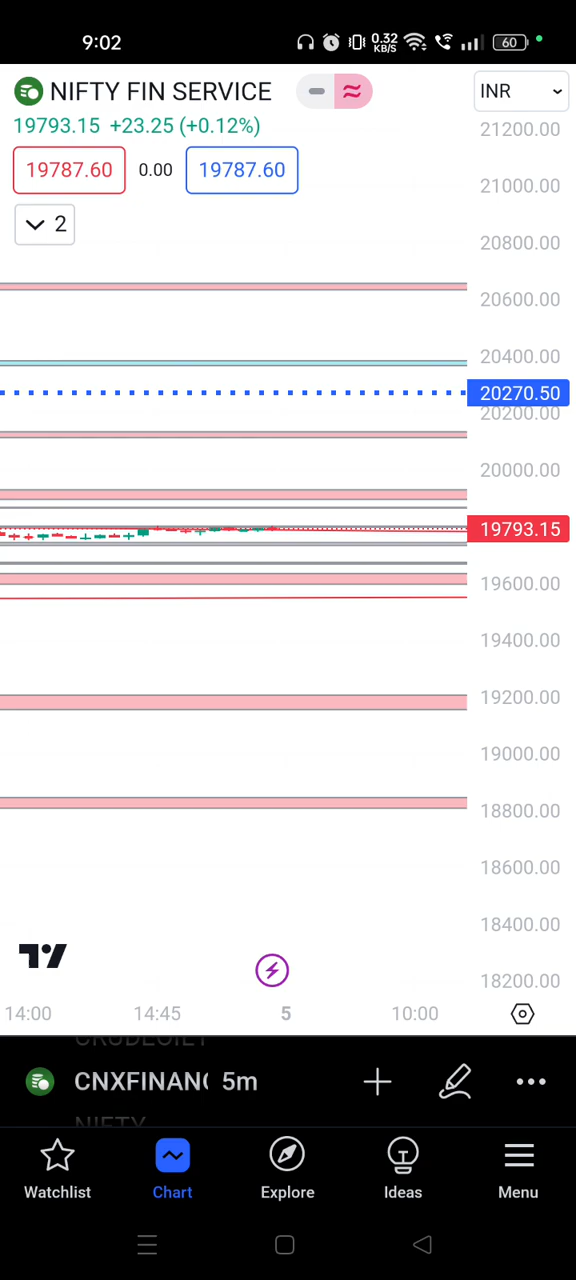 9:02
0.32
KB/S
60
NIFTY FIN SERVICE
INR
19793.15 +23.25 (+0.12%)
19787.60 0.00 19787.60
2
21200.00
21000.00
20800.00
20600.00
20400.00
20270.50
20200.00
20000.00
19793.15
19600.00
19400.00
19200.00
19000.00
18800.00
18600.00
18400.00
18200.00
14:00 14:45 5 10:00
CNXFINAN 5m
NIFTY
Watchlist Chart Explore Ideas Menu